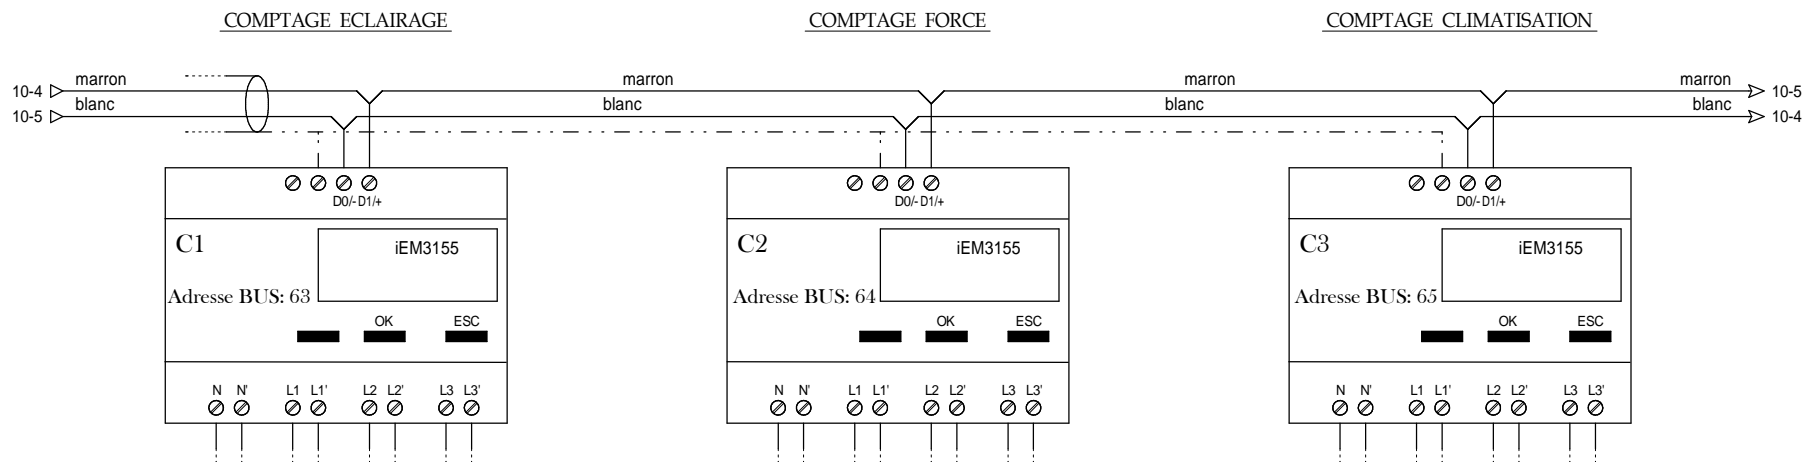 COMPTAGE ECLAIRAGE COMPTAGE FORCE COMPTAGE CLIMATISATION
10-4 marron marron marron marron 10-5
10-5 blanc blanc blanc blanc 10-4
D0/- D1/+ D0/- D1/+ D0/- D1/+
C1 iEM3155 C2 iEM3155 C3 iEM3155
Adresse BUS: 63 Adresse BUS: 64 Adresse BUS: 65
OK ESC OK ESC OK ESC
N N' L1 L1' L2 L2' L3 L3' N N' L1 L1' L2 L2' L3 L3' N N' L1 L1' L2 L2' L3 L3'